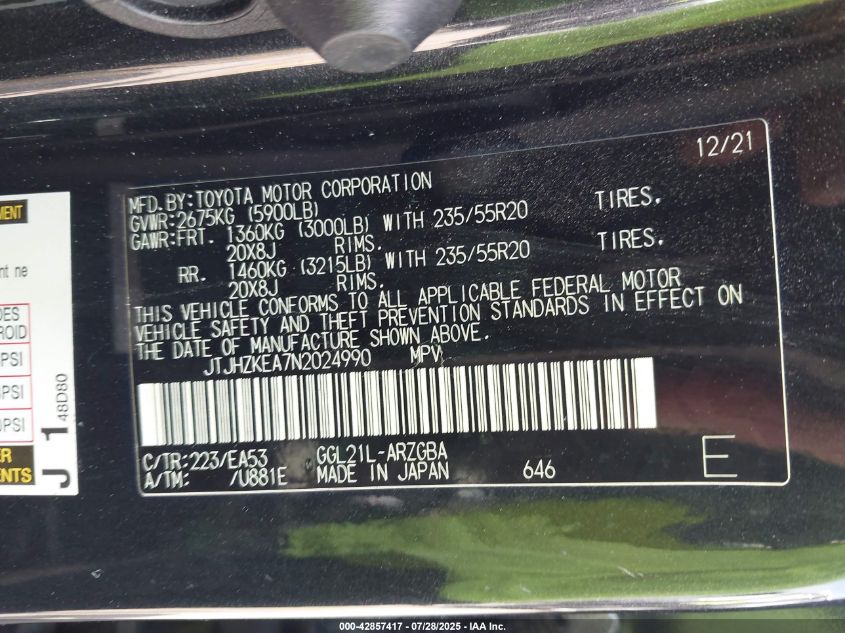 12/21
MFD.BY:TOYOTA MOTOR CORPORATION
GVWR:2675KG (5900LB)
GAWR:FRT. 1360KG (3000LB) WITH 235/55R20 TIRES.
20X8J RIMS.
RR. 1460KG (3215LB) WITH 235/55R20 TIRES.
20X8J RIMS.
THIS VEHICLE CONFORMS TO ALL APPLICABLE FEDERAL MOTOR
VEHICLE SAFETY AND THEFT PREVENTION STANDARDS IN EFFECT ON
THE DATE OF MANUFACTURE SHOWN ABOVE.
JTJHZKEA7N2024990 MPV
C/TR:223/EA53 GGL21L-ARZGBA
A/TM: /U881E MADE IN JAPAN 646 E
PSI
J 1
48D80
000-42857417 - 07/28/2025 - IAA Inc.